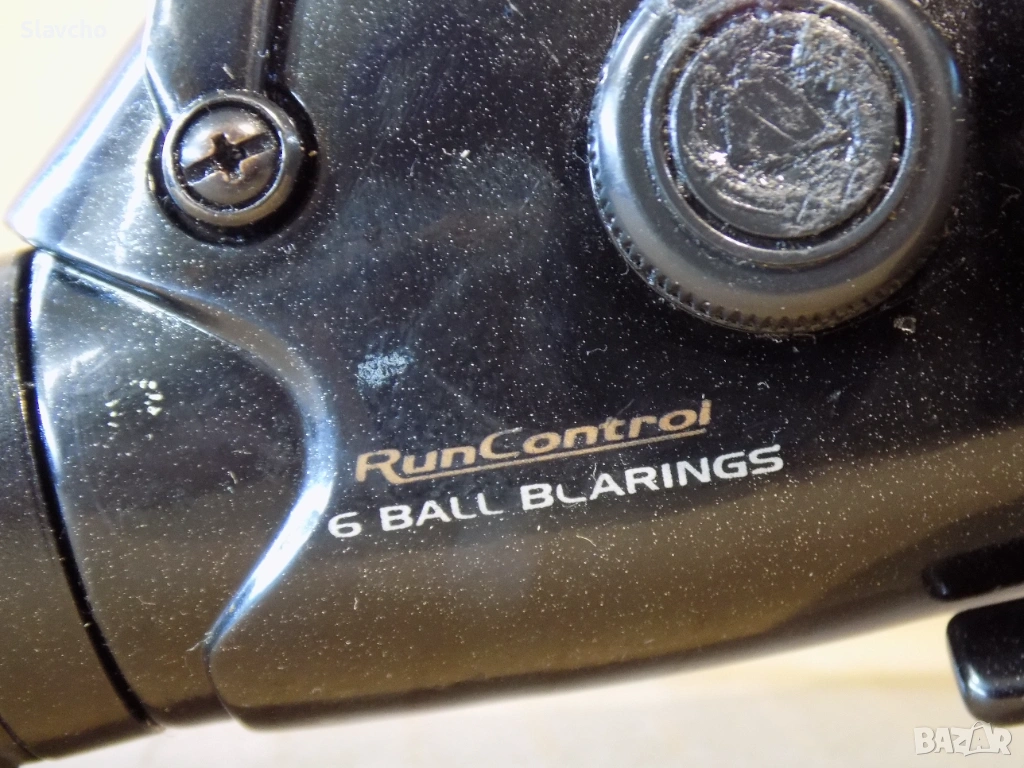 Slavcho
RunControl
6 BALL BLARINGS
BAZAR